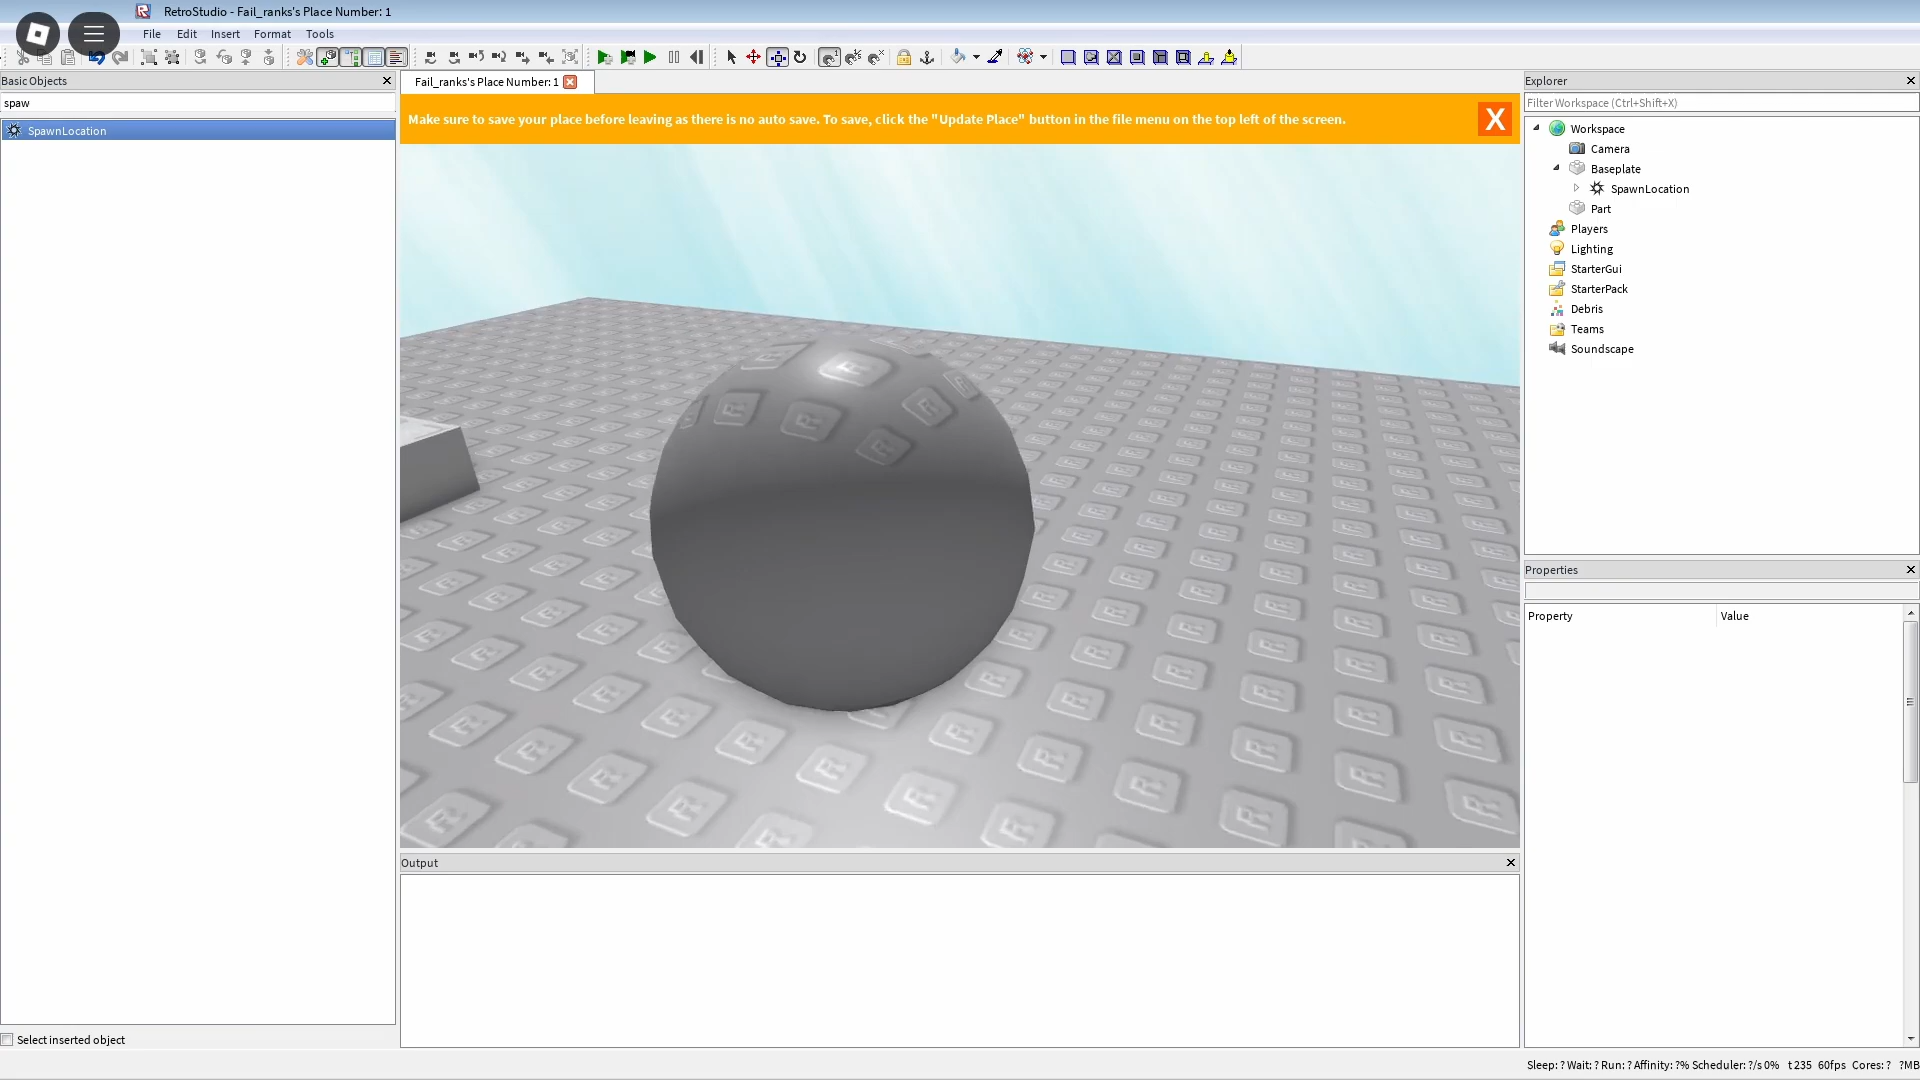 RetroStudio - Fail_ranks's Place Number: 1
File Edit Insert Format Tools
Basic Objects
spaw
SpawnLocation
Select inserted object
Fail_ranks's Place Number: 1
Make sure to save your place before leaving as there is no auto save. To save, click the "Update Place" button in the file menu on the top left of the screen.
X
Output
Explorer
Filter Workspace (Ctrl+Shift+X)
Workspace
Camera
Baseplate
SpawnLocation
Part
Players
Lighting
StarterGui
StarterPack
Debris
Teams
Soundscape
Properties
Property Value
Sleep: ? Wait: ? Run: ? Affinity: ?% Scheduler: ?/s 0% t 235 60fps Cores: ? ?MB